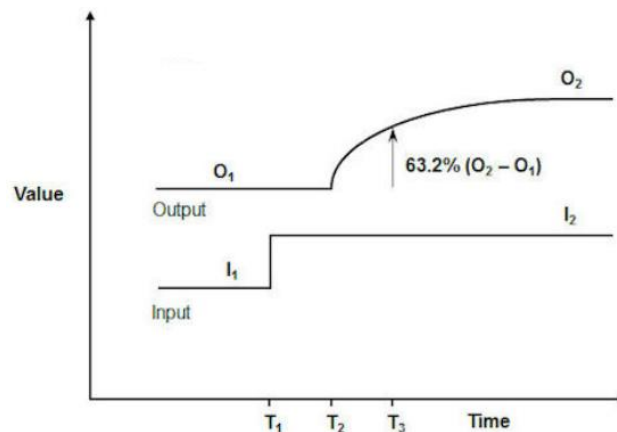 O₂
63.2% (O₂ – O₁)
O₁
Value
Output
I₂
I₁
Input
T₁ T₂ T₃ Time